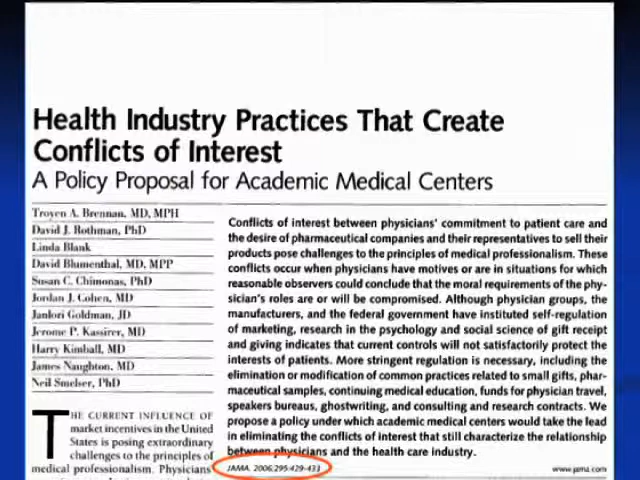 Health Industry Practices That Create
Conflicts of Interest
A Policy Proposal for Academic Medical Centers
Troyen A. Brennan, MD, MPH
David J. Rothman, PhD
Linda Blank
David Blumenthal, MD, MPP
Susan C. Chimonas, PhD
Jordan J. Cohen, MD
Janlori Goldman, JD
Jerome P. Kassirer, MD
Harry Kimball, MD
James Naughton, MD
Neil Smelser, PhD
THE CURRENT INFLUENCE OF
market incentives in the United
States is posing extraordinary
challenges to the principles of
medical professionalism. Physicians
Conflicts of interest between physicians' commitment to patient care and
the desire of pharmaceutical companies and their representatives to sell their
products pose challenges to the principles of medical professionalism. These
conflicts occur when physicians have motives or are in situations for which
reasonable observers could conclude that the moral requirements of the phy-
sician's roles are or will be compromised. Although physician groups, the
manufacturers, and the federal government have instituted self-regulation
of marketing, research in the psychology and social science of gift receipt
and giving indicates that current controls will not satisfactorily protect the
interests of patients. More stringent regulation is necessary, including the
elimination or modification of common practices related to small gifts, phar-
maceutical samples, continuing medical education, funds for physician travel,
speakers bureaus, ghostwriting, and consulting and research contracts. We
propose a policy under which academic medical centers would take the lead
in eliminating the conflicts of interest that still characterize the relationship
between physicians and the health care industry.
JAMA. 2006;295:429-433
www.jama.com